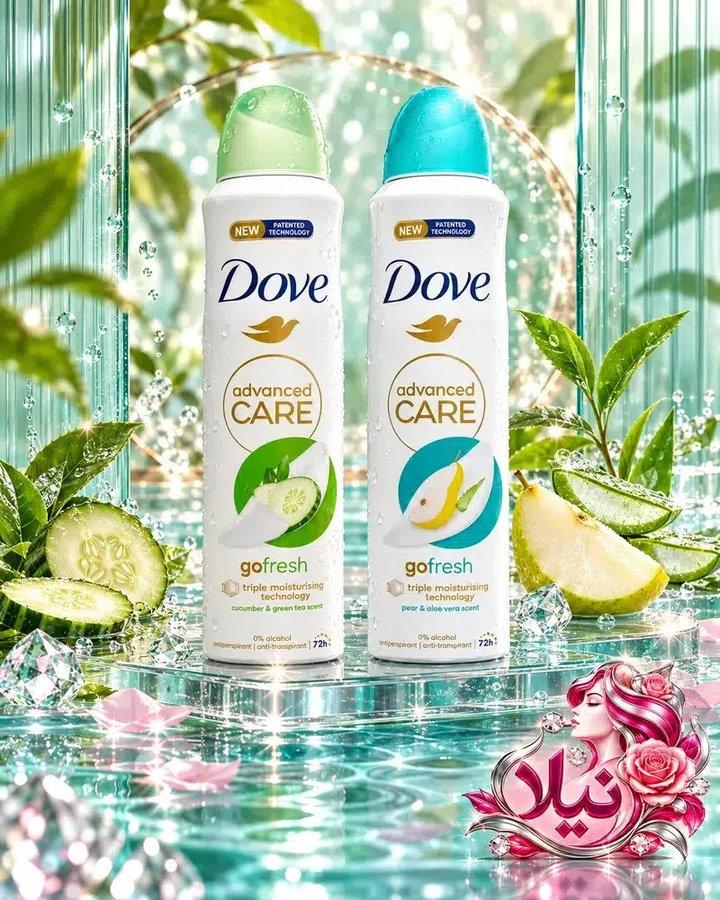 NEW PATENTED TECHNOLOGY
Dove
advanced
CARE
gofresh
triple moisturising
technology
cucumber & green tea scent
0% alcohol
antiperspirant | anti-transpirant | 72h
NEW PATENTED TECHNOLOGY
Dove
advanced
CARE
gofresh
triple moisturising
technology
pear & aloe vera scent
0% alcohol
antiperspirant | anti-transpirant | 72h
نیلا